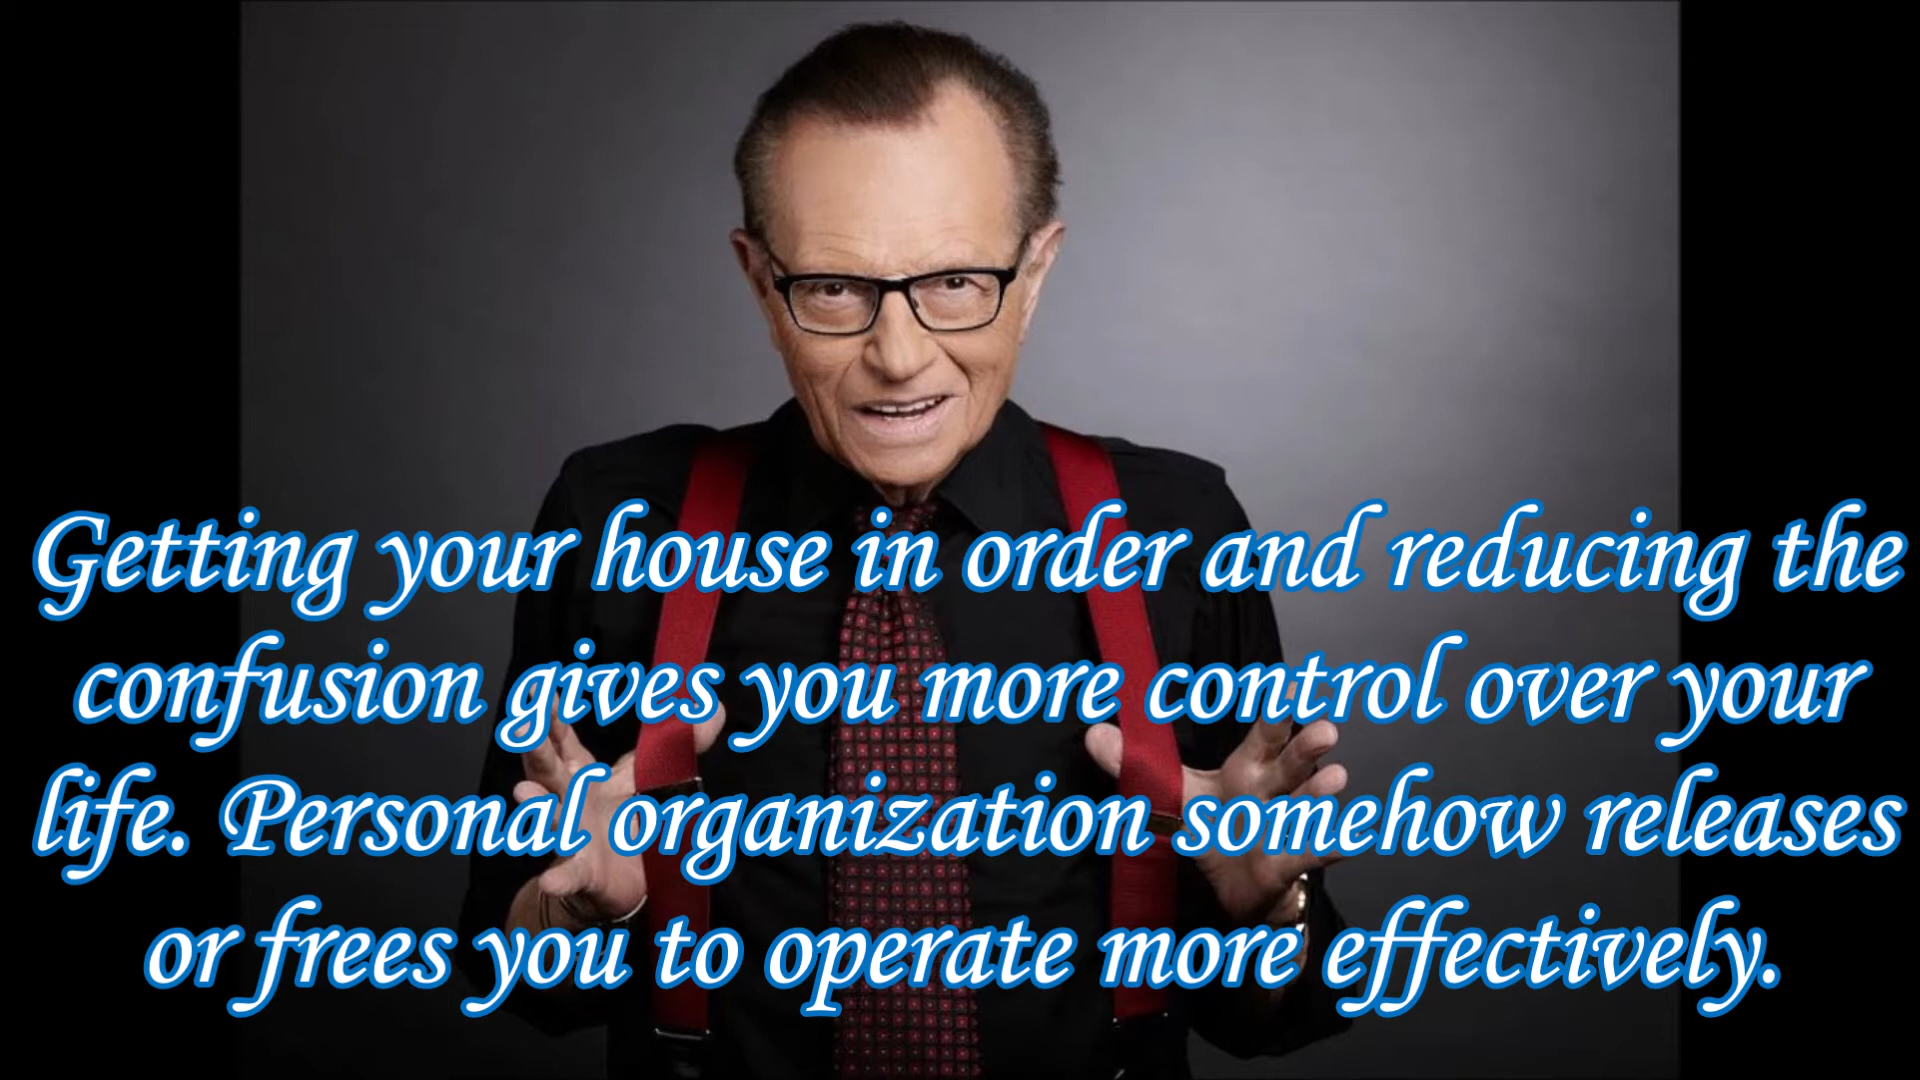 Getting your house in order and reducing the
confusion gives you more control over your
life. Personal organization somehow releases
or frees you to operate more effectively.